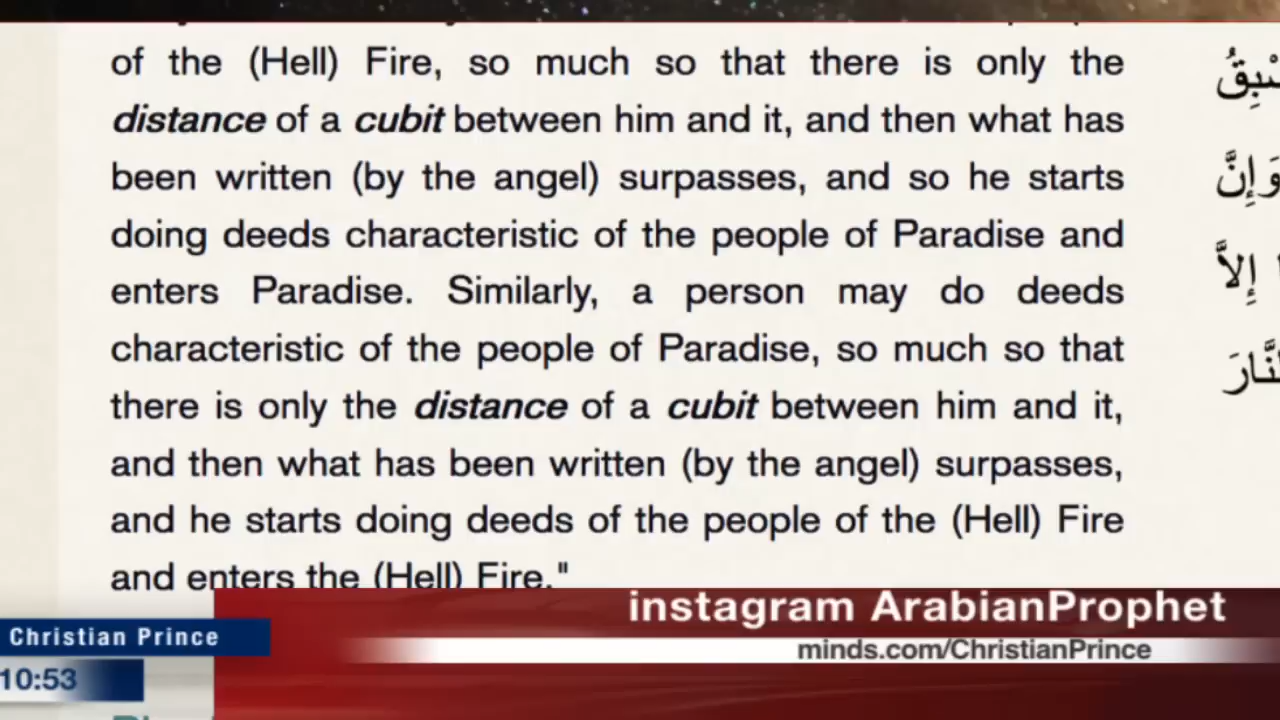 of the (Hell) Fire, so much so that there is only the
distance of a cubit between him and it, and then what has
been written (by the angel) surpasses, and so he starts
doing deeds characteristic of the people of Paradise and
enters Paradise. Similarly, a person may do deeds
characteristic of the people of Paradise, so much so that
there is only the distance of a cubit between him and it,
and then what has been written (by the angel) surpasses,
and he starts doing deeds of the people of the (Hell) Fire
and enters the (Hell) Fire."
وَإِنَّ
إِلاَّ
instagram ArabianProphet
Christian Prince
minds.com/ChristianPrince
10:53